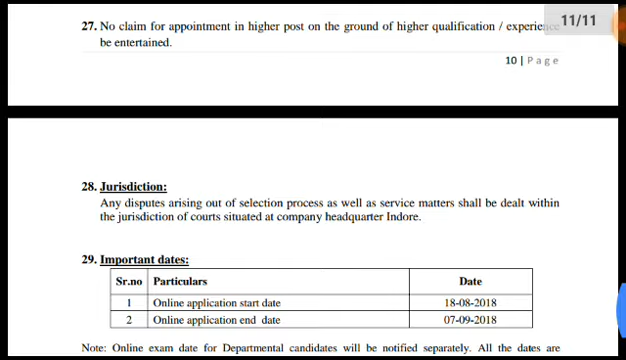 11/11
27. No claim for appointment in higher post on the ground of higher qualification / experience
be entertained.
10 | Page
28. Jurisdiction:
Any disputes arising out of selection process as well as service matters shall be dealt within
the jurisdiction of courts situated at company headquarter Indore.
29. Important dates:
Sr.no Particulars Date
1 Online application start date 18-08-2018
2 Online application end date 07-09-2018
Note: Online exam date for Departmental candidates will be notified separately. All the dates are